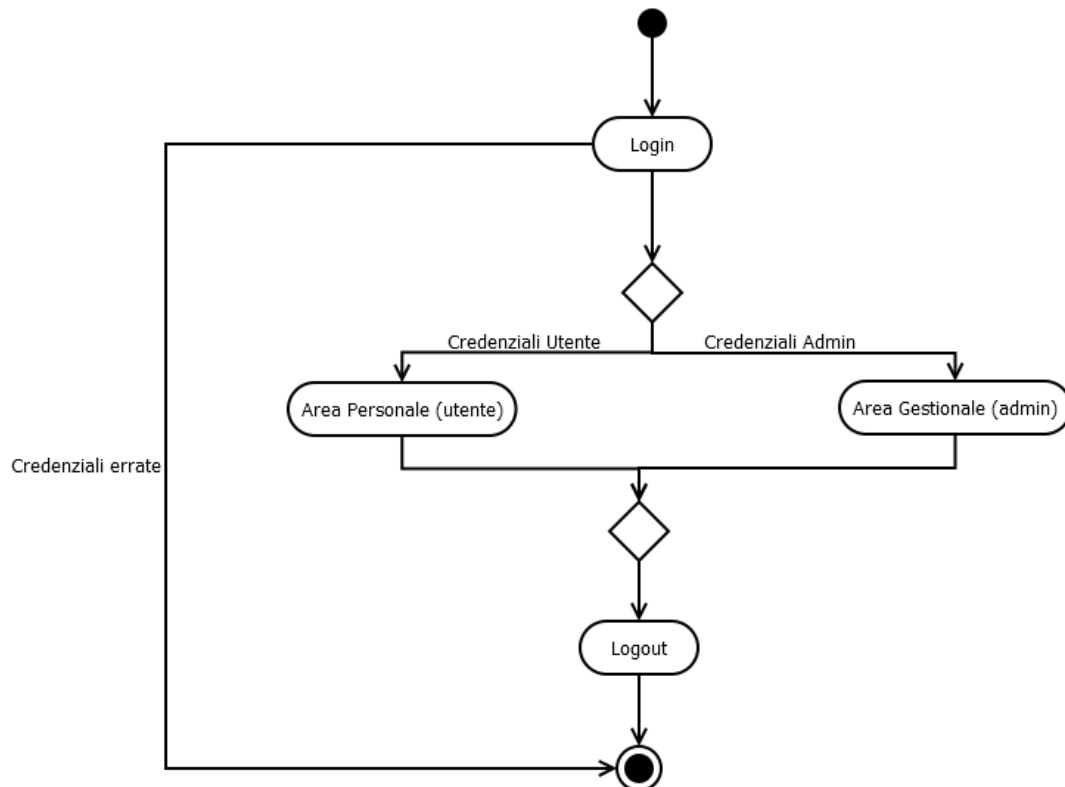 Login
Credenziali Utente
Credenziali Admin
Area Personale (utente)
Area Gestionale (admin)
Credenziali errate
Logout